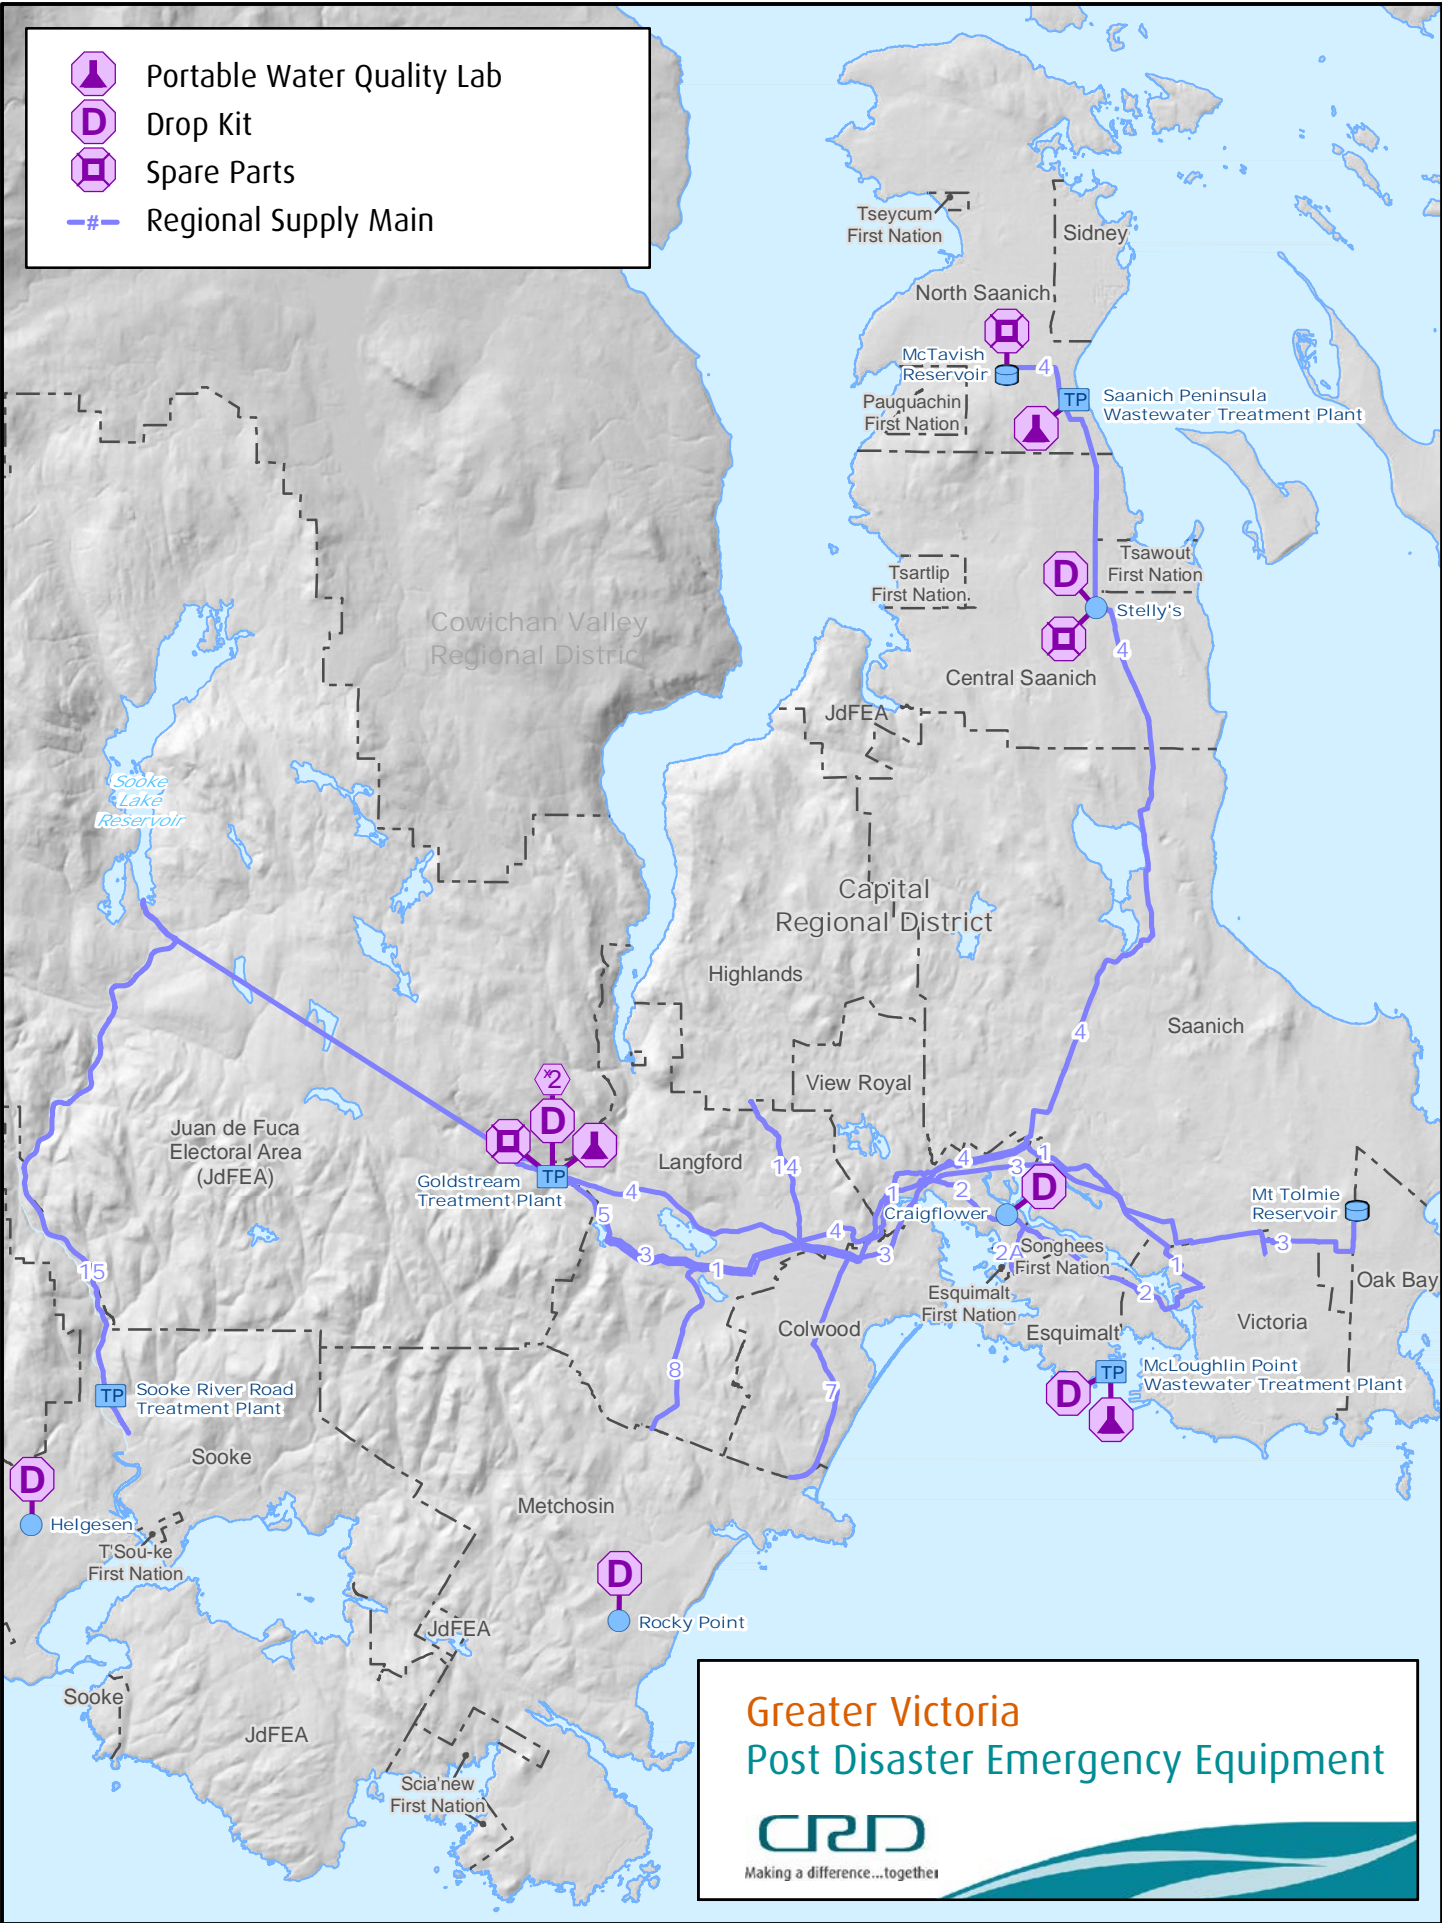 Portable Water Quality Lab
D
Drop Kit
Spare Parts
#
Regional Supply Main
Tseycum
First Nation
Sidney
North Saanich
McTavish
Reservoir
4
TP
Saanich Peninsula
Wastewater Treatment Plant
Pauquachin
First Nation
Tsawout
First Nation
Tsartlip
First Nation
D
Stelly's
4
Central Saanich
Cowichan Valley
Regional District
JdFEA
Sooke
Lake
Reservoir
Capital
Regional District
Highlands
Saanich
4
View Royal
x2
D
Juan de Fuca
Electoral Area
(JdFEA)
Langford
14
Goldstream
Treatment Plant
TP
4
5
3
1
4
3
1
4
3
1
2
D
Craigflower
2A
Songhees
First Nation
Esquimalt
First Nation
Mt Tolmie
Reservoir
3
1
2
Oak Bay
Victoria
Esquimalt
Colwood
15
8
7
TP
McLoughlin Point
Wastewater Treatment Plant
D
TP
Sooke River Road
Treatment Plant
Sooke
D
Helgesen
T'Sou-ke
First Nation
Metchosin
D
Rocky Point
JdFEA
Sooke
JdFEA
Scia'new
First Nation
Greater Victoria
Post Disaster Emergency Equipment
CRD
Making a difference...together